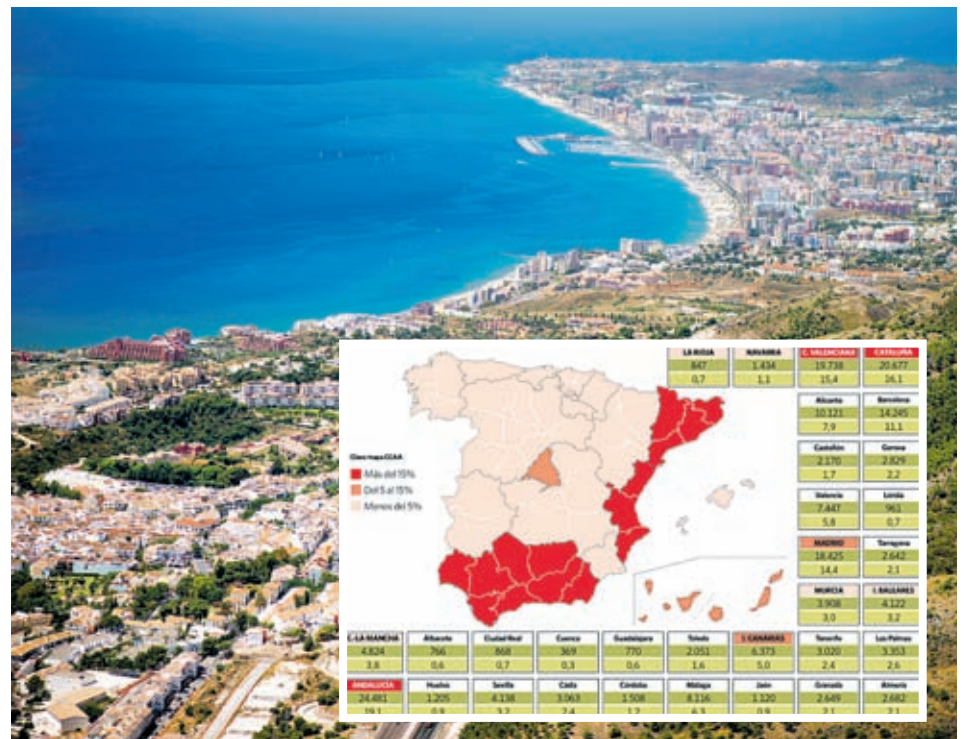 LA RIOJA NAVARRA C. VALENCIANA CATALUÑA
847 1.434 19.738 20.677
0,7 1,1 15,4 16,1
Alicante Barcelona
10.121 14.245
7,9 11,1
Castellón Gerona
2.170 2.829
1,7 2,2
Valencia Lérida
7.447 961
5,8 0,7
MADRID Tarragona
18.425 2.642
14,4 2,1
MURCIA I. BALEARES
3.908 4.122
3,0 3,2
Clave mapa CCAA
Más del 15%
Del 5 al 15%
Menos del 5%
C.-LA MANCHA Albacete Ciudad Real Cuenca Guadalajara Toledo I. CANARIAS Tenerife Las Palmas
4.824 766 868 369 770 2.051 6.373 3.020 3.353
3,8 0,6 0,7 0,3 0,6 1,6 5,0 2,4 2,6
ANDALUCÍA Huelva Sevilla Cádiz Córdoba Málaga Jaén Granada Almería
24.481 1.205 4.138 3.063 1.508 8.116 1.120 2.649 2.682
19,1 0,9 3,2 2,4 1,2 6,3 0,9 2,1 2,1